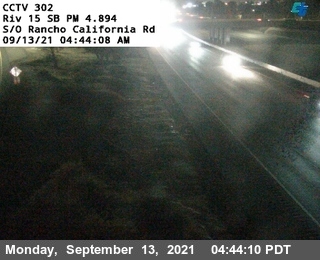 CCTV 302
Riv 15 SB PM 4.894
S/O Rancho California Rd
09/13/21 04:44:08 AM
Monday, September 13, 2021 04:44:10 PDT